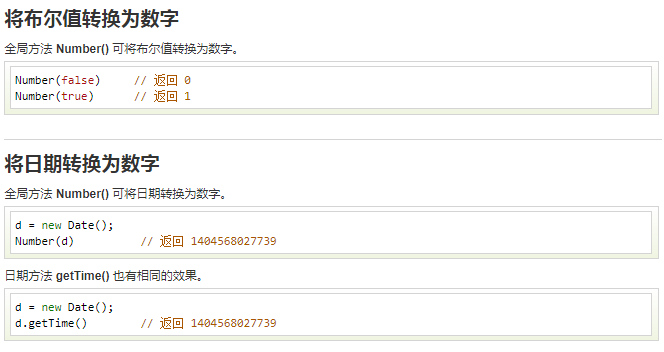 将布尔值转换为数字
全局方法 Number() 可将布尔值转换为数字。
Number(false)     // 返回 0
Number(true)      // 返回 1
将日期转换为数字
全局方法 Number() 可将日期转换为数字。
d = new Date();
Number(d)          // 返回 1404568027739
日期方法 getTime() 也有相同的效果。
d = new Date();
d.getTime()        // 返回 1404568027739